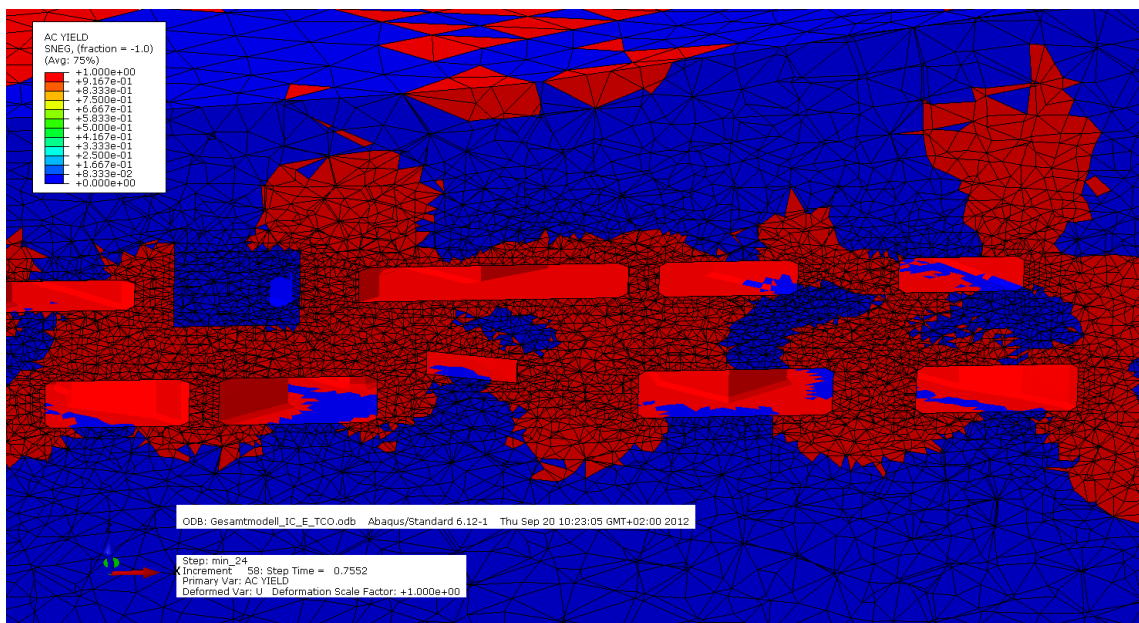 AC YIELD
SNEG, (fraction = -1.0)
(Avg: 75%)
+1.000e+00
+9.167e-01
+8.333e-01
+7.500e-01
+6.667e-01
+5.833e-01
+5.000e-01
+4.167e-01
+3.333e-01
+2.500e-01
+1.667e-01
+8.333e-02
+0.000e+00
ODB: Gesamtmodell_IC_E_TCO.odb Abaqus/Standard 6.12-1 Thu Sep 20 10:23:05 GMT+02:00 2012
X
Step: min_24
Increment 58: Step Time = 0.7552
Primary Var: AC YIELD
Deformed Var: U Deformation Scale Factor: +1.000e+00